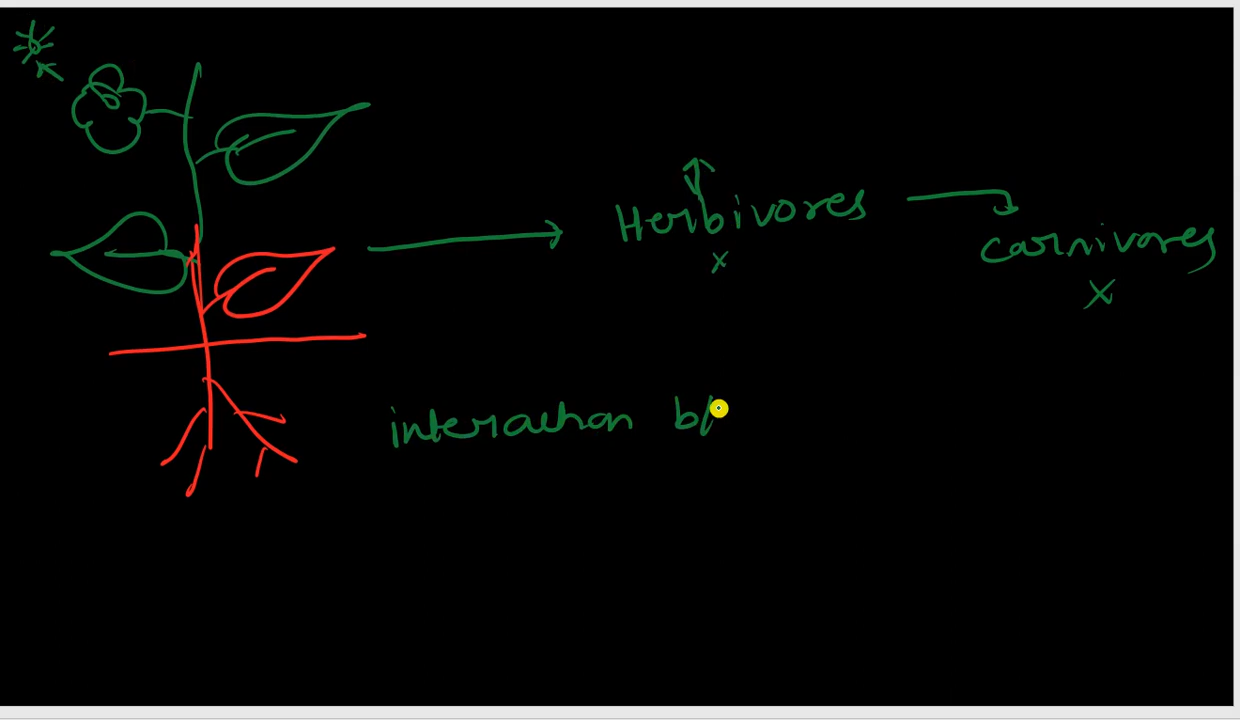 Herbivores
x
carnivores
x
interaction b/